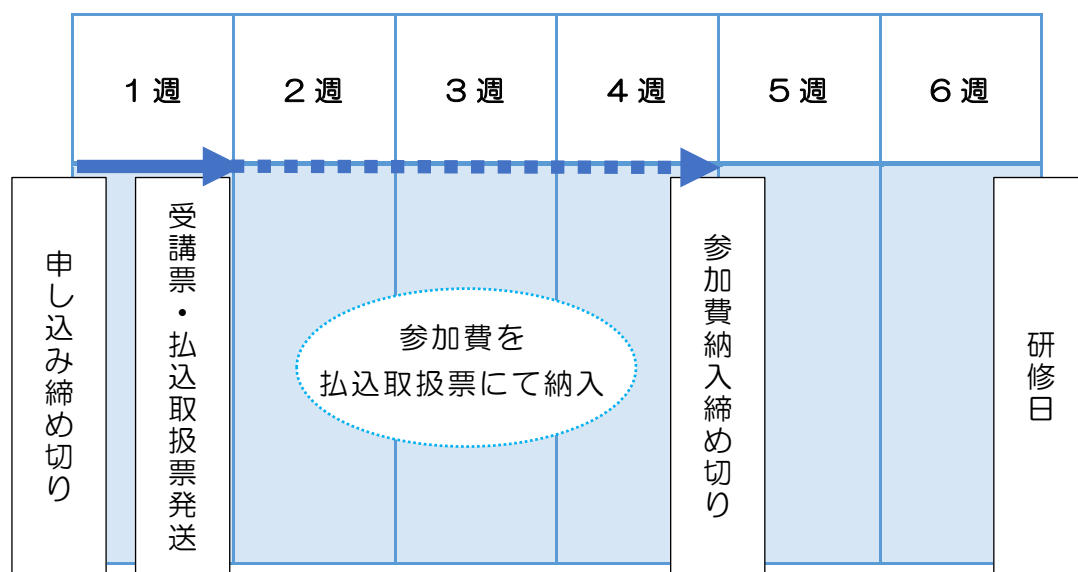 1週
2週
3週
4週
5週
6週
申し込み締め切り
受講票・払込取扱票発送
参加費を
払込取扱票にて納入
参加費納入締め切り
研修日